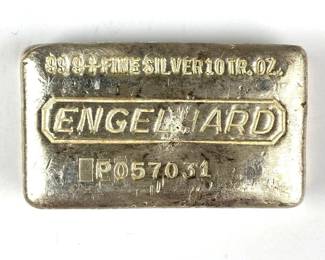 999+FINE SILVER 10 TR. OZ.
ENGELHARD
P057031